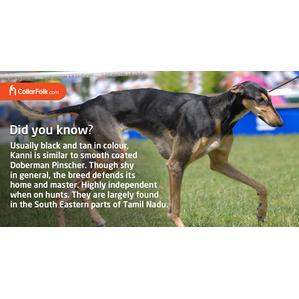 CollarFolk.com
Did you know?
Usually black and tan in colour,
Kanni is similar to smooth coated
Doberman Pinscher. Though shy
in general, the breed defends its
home and master. Highly independent
when on hunts. They are largely found
in the South Eastern parts of Tamil Nadu.